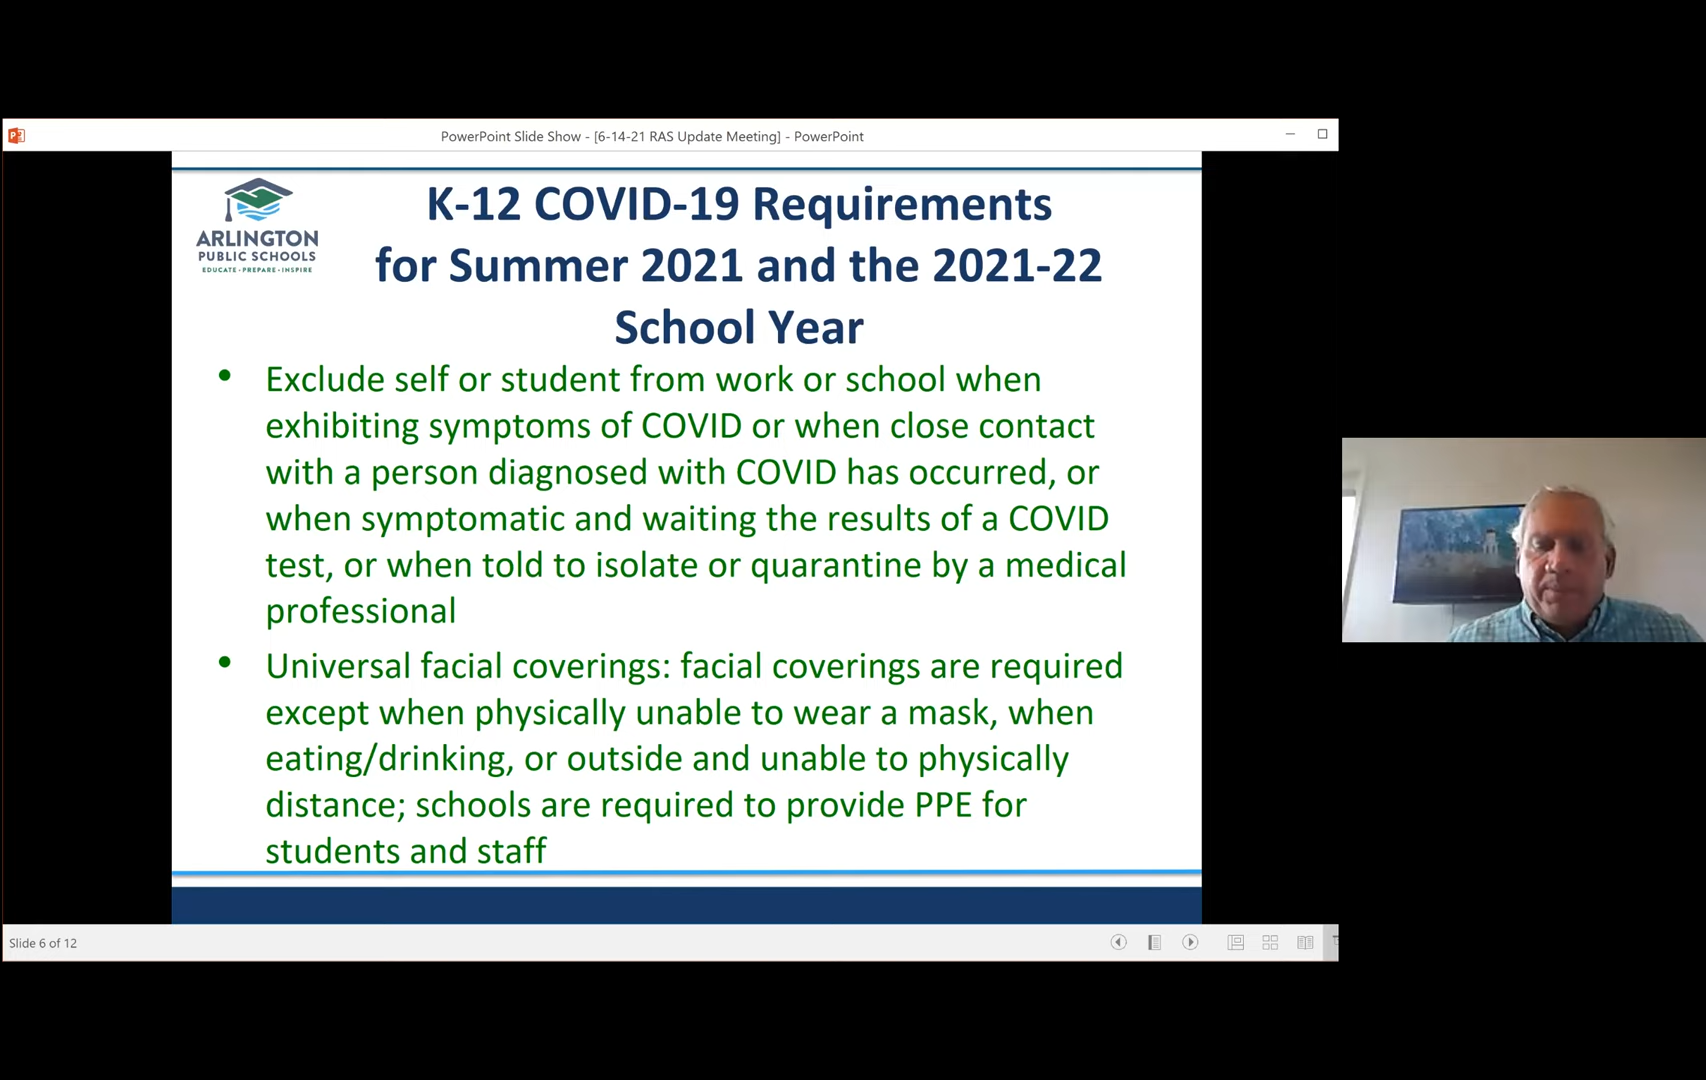 PowerPoint Slide Show - [6-14-21 RAS Update Meeting] - PowerPoint
ARLINGTON
PUBLIC SCHOOLS
EDUCATE • PREPARE • INSPIRE
K-12 COVID-19 Requirements
for Summer 2021 and the 2021-22
School Year
• Exclude self or student from work or school when
exhibiting symptoms of COVID or when close contact
with a person diagnosed with COVID has occurred, or
when symptomatic and waiting the results of a COVID
test, or when told to isolate or quarantine by a medical
professional
• Universal facial coverings: facial coverings are required
except when physically unable to wear a mask, when
eating/drinking, or outside and unable to physically
distance; schools are required to provide PPE for
students and staff
Slide 6 of 12